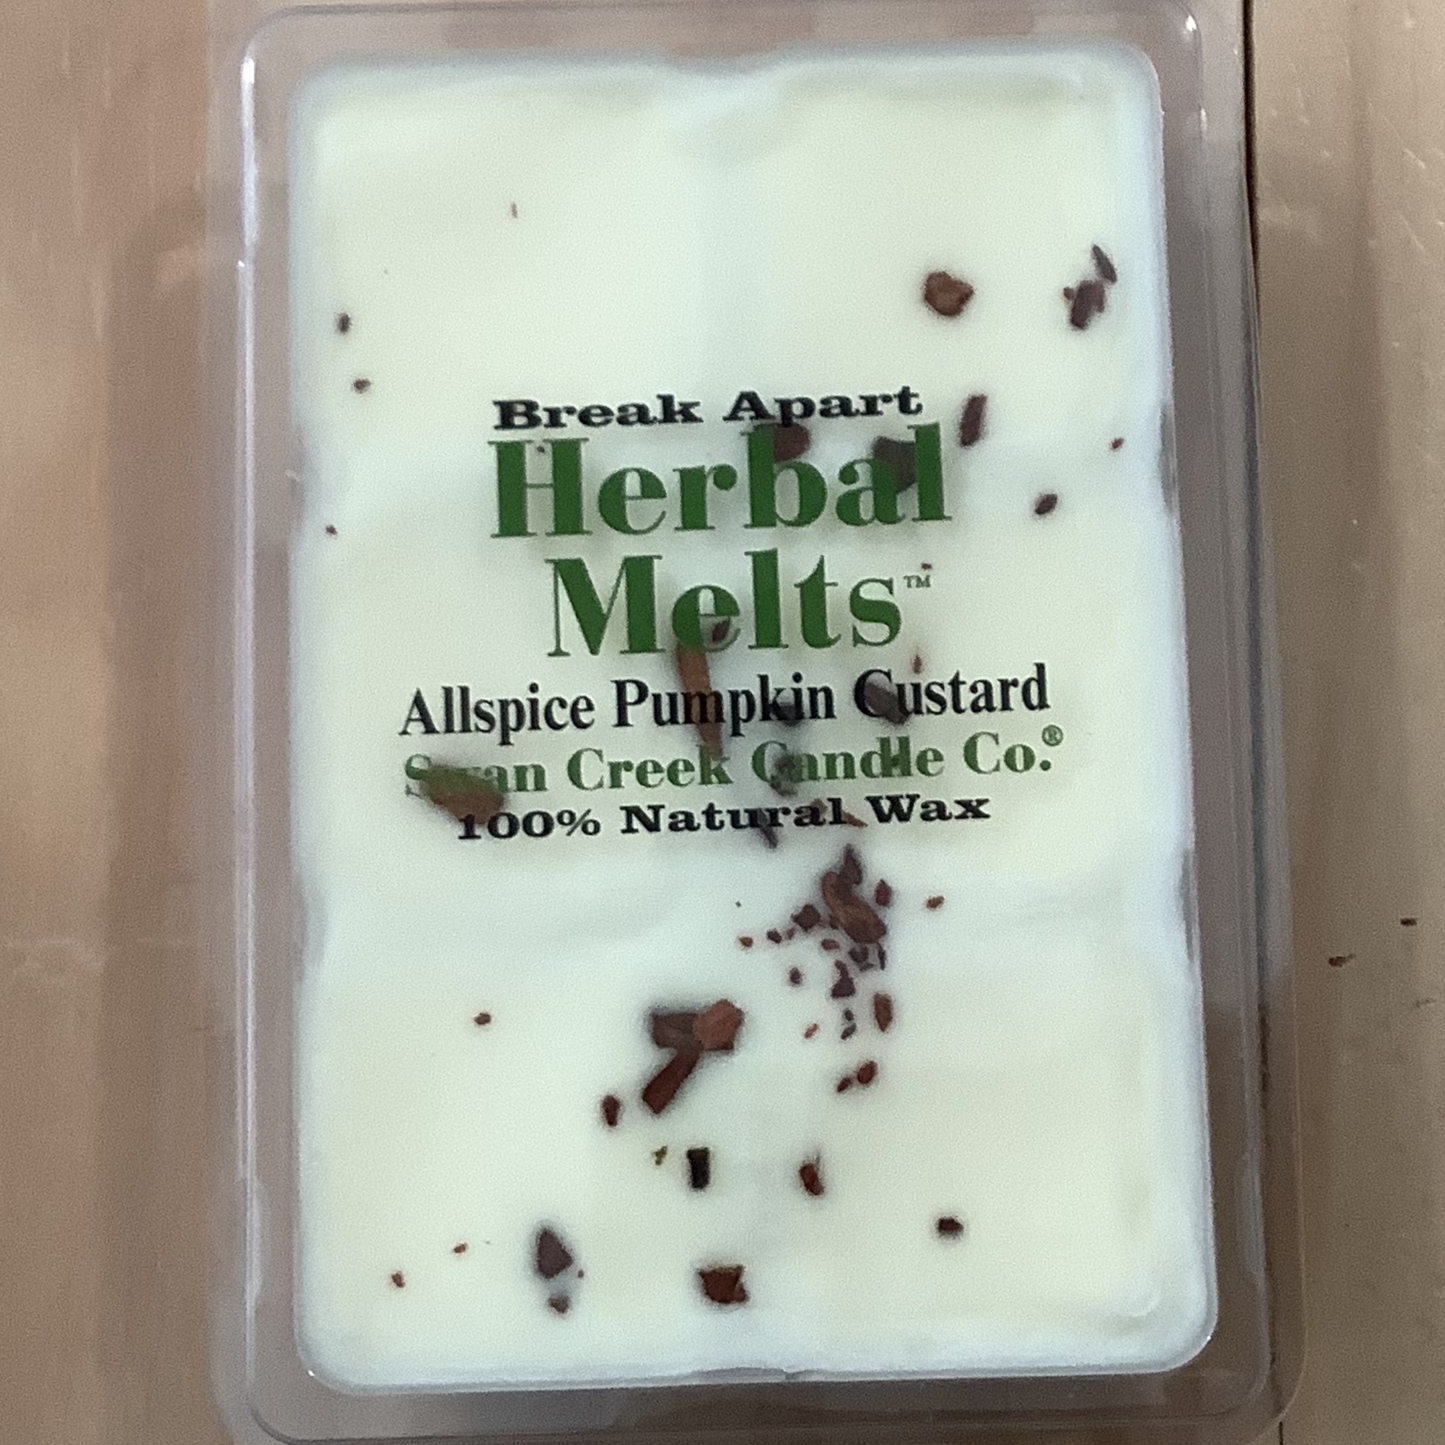 Break Apart
Herbal
Melts™
Allspice Pumpkin Custard
Swan Creek Candle Co.®
100% Natural Wax